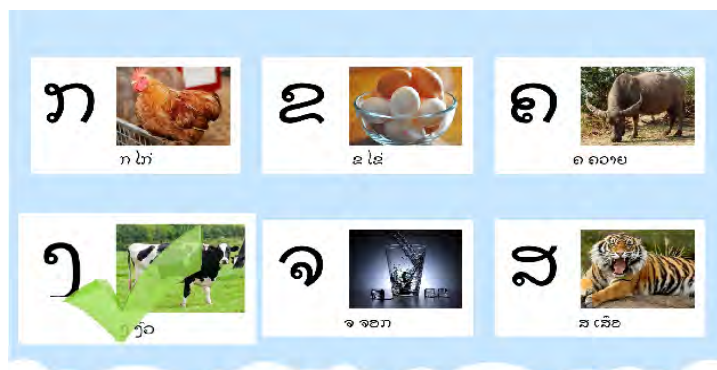 ກ
ກ ໄກ່
ຂ
ຂ ໄຂ່
ຄ
ຄ ຄວາຍ
ງ
ງົວ
ຈ
ຈ ຈອກ
ສ
ສ ເສືອ